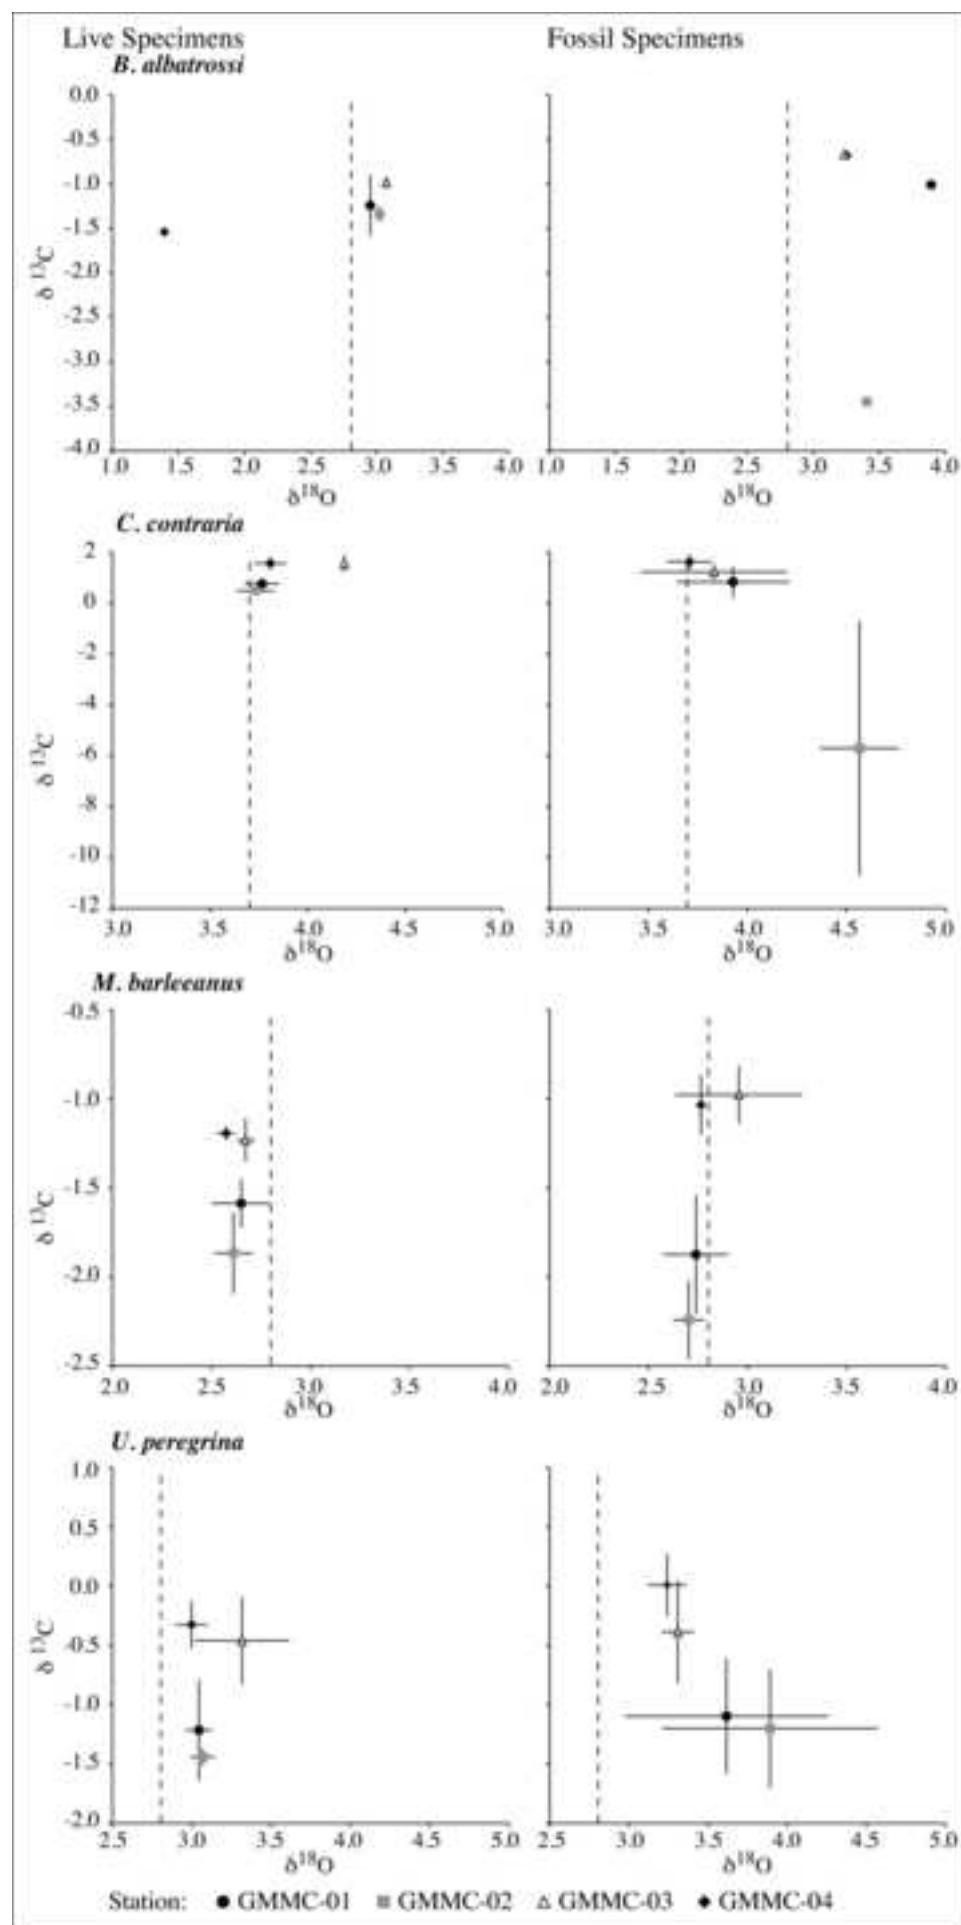 Live Specimens Fossil Specimens
B. albatrossi
0.0
-0.5
-1.0
-1.5
-2.0
-2.5
-3.0
-3.5
-4.0
δ 13C
1.0 1.5 2.0 2.5 3.0 3.5 4.0 1.0 1.5 2.0 2.5 3.0 3.5 4.0
δ18O δ18O
C. contraria
2
0
-2
-4
-6
-8
-10
-12
δ 13C
3.0 3.5 4.0 4.5 5.0 3.0 3.5 4.0 4.5 5.0
δ18O δ18O
M. barleeanus
-0.5
-1.0
-1.5
-2.0
-2.5
δ 13C
2.0 2.5 3.0 3.5 4.0 2.0 2.5 3.0 3.5 4.0
δ18O δ18O
U. peregrina
1.0
0.5
0.0
-0.5
-1.0
-1.5
-2.0
δ 13C
2.5 3.0 3.5 4.0 4.5 5.0 2.5 3.0 3.5 4.0 4.5 5.0
δ18O δ18O
Station: GMMC-01 GMMC-02 GMMC-03 GMMC-04